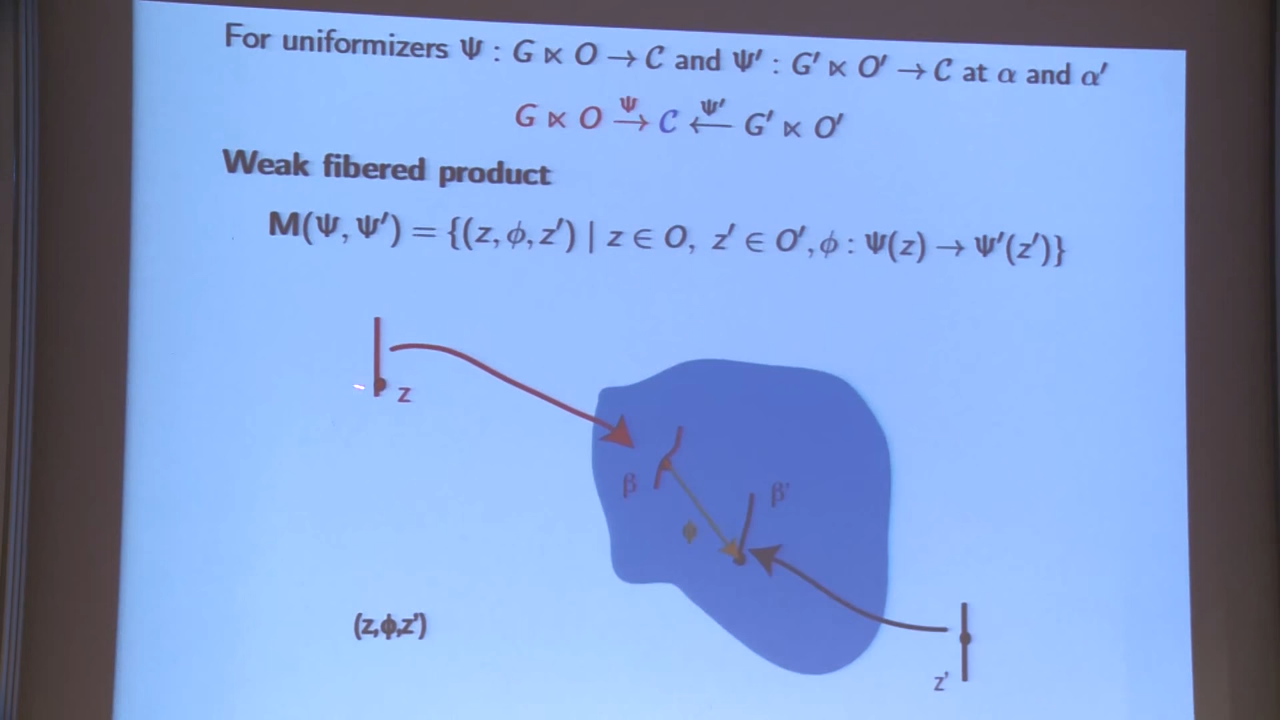 For uniformizers Ψ : G ⋉ O → C and Ψ′ : G′ ⋉ O′ → C at α and α′
G ⋉ O →^Ψ C ←^Ψ′ G′ ⋉ O′
Weak fibered product
M(Ψ, Ψ′) = {(z, ϕ, z′) | z ∈ O, z′ ∈ O′, ϕ : Ψ(z) → Ψ′(z′)}
z
β
β'
ϕ
(z,ϕ,z')
z'